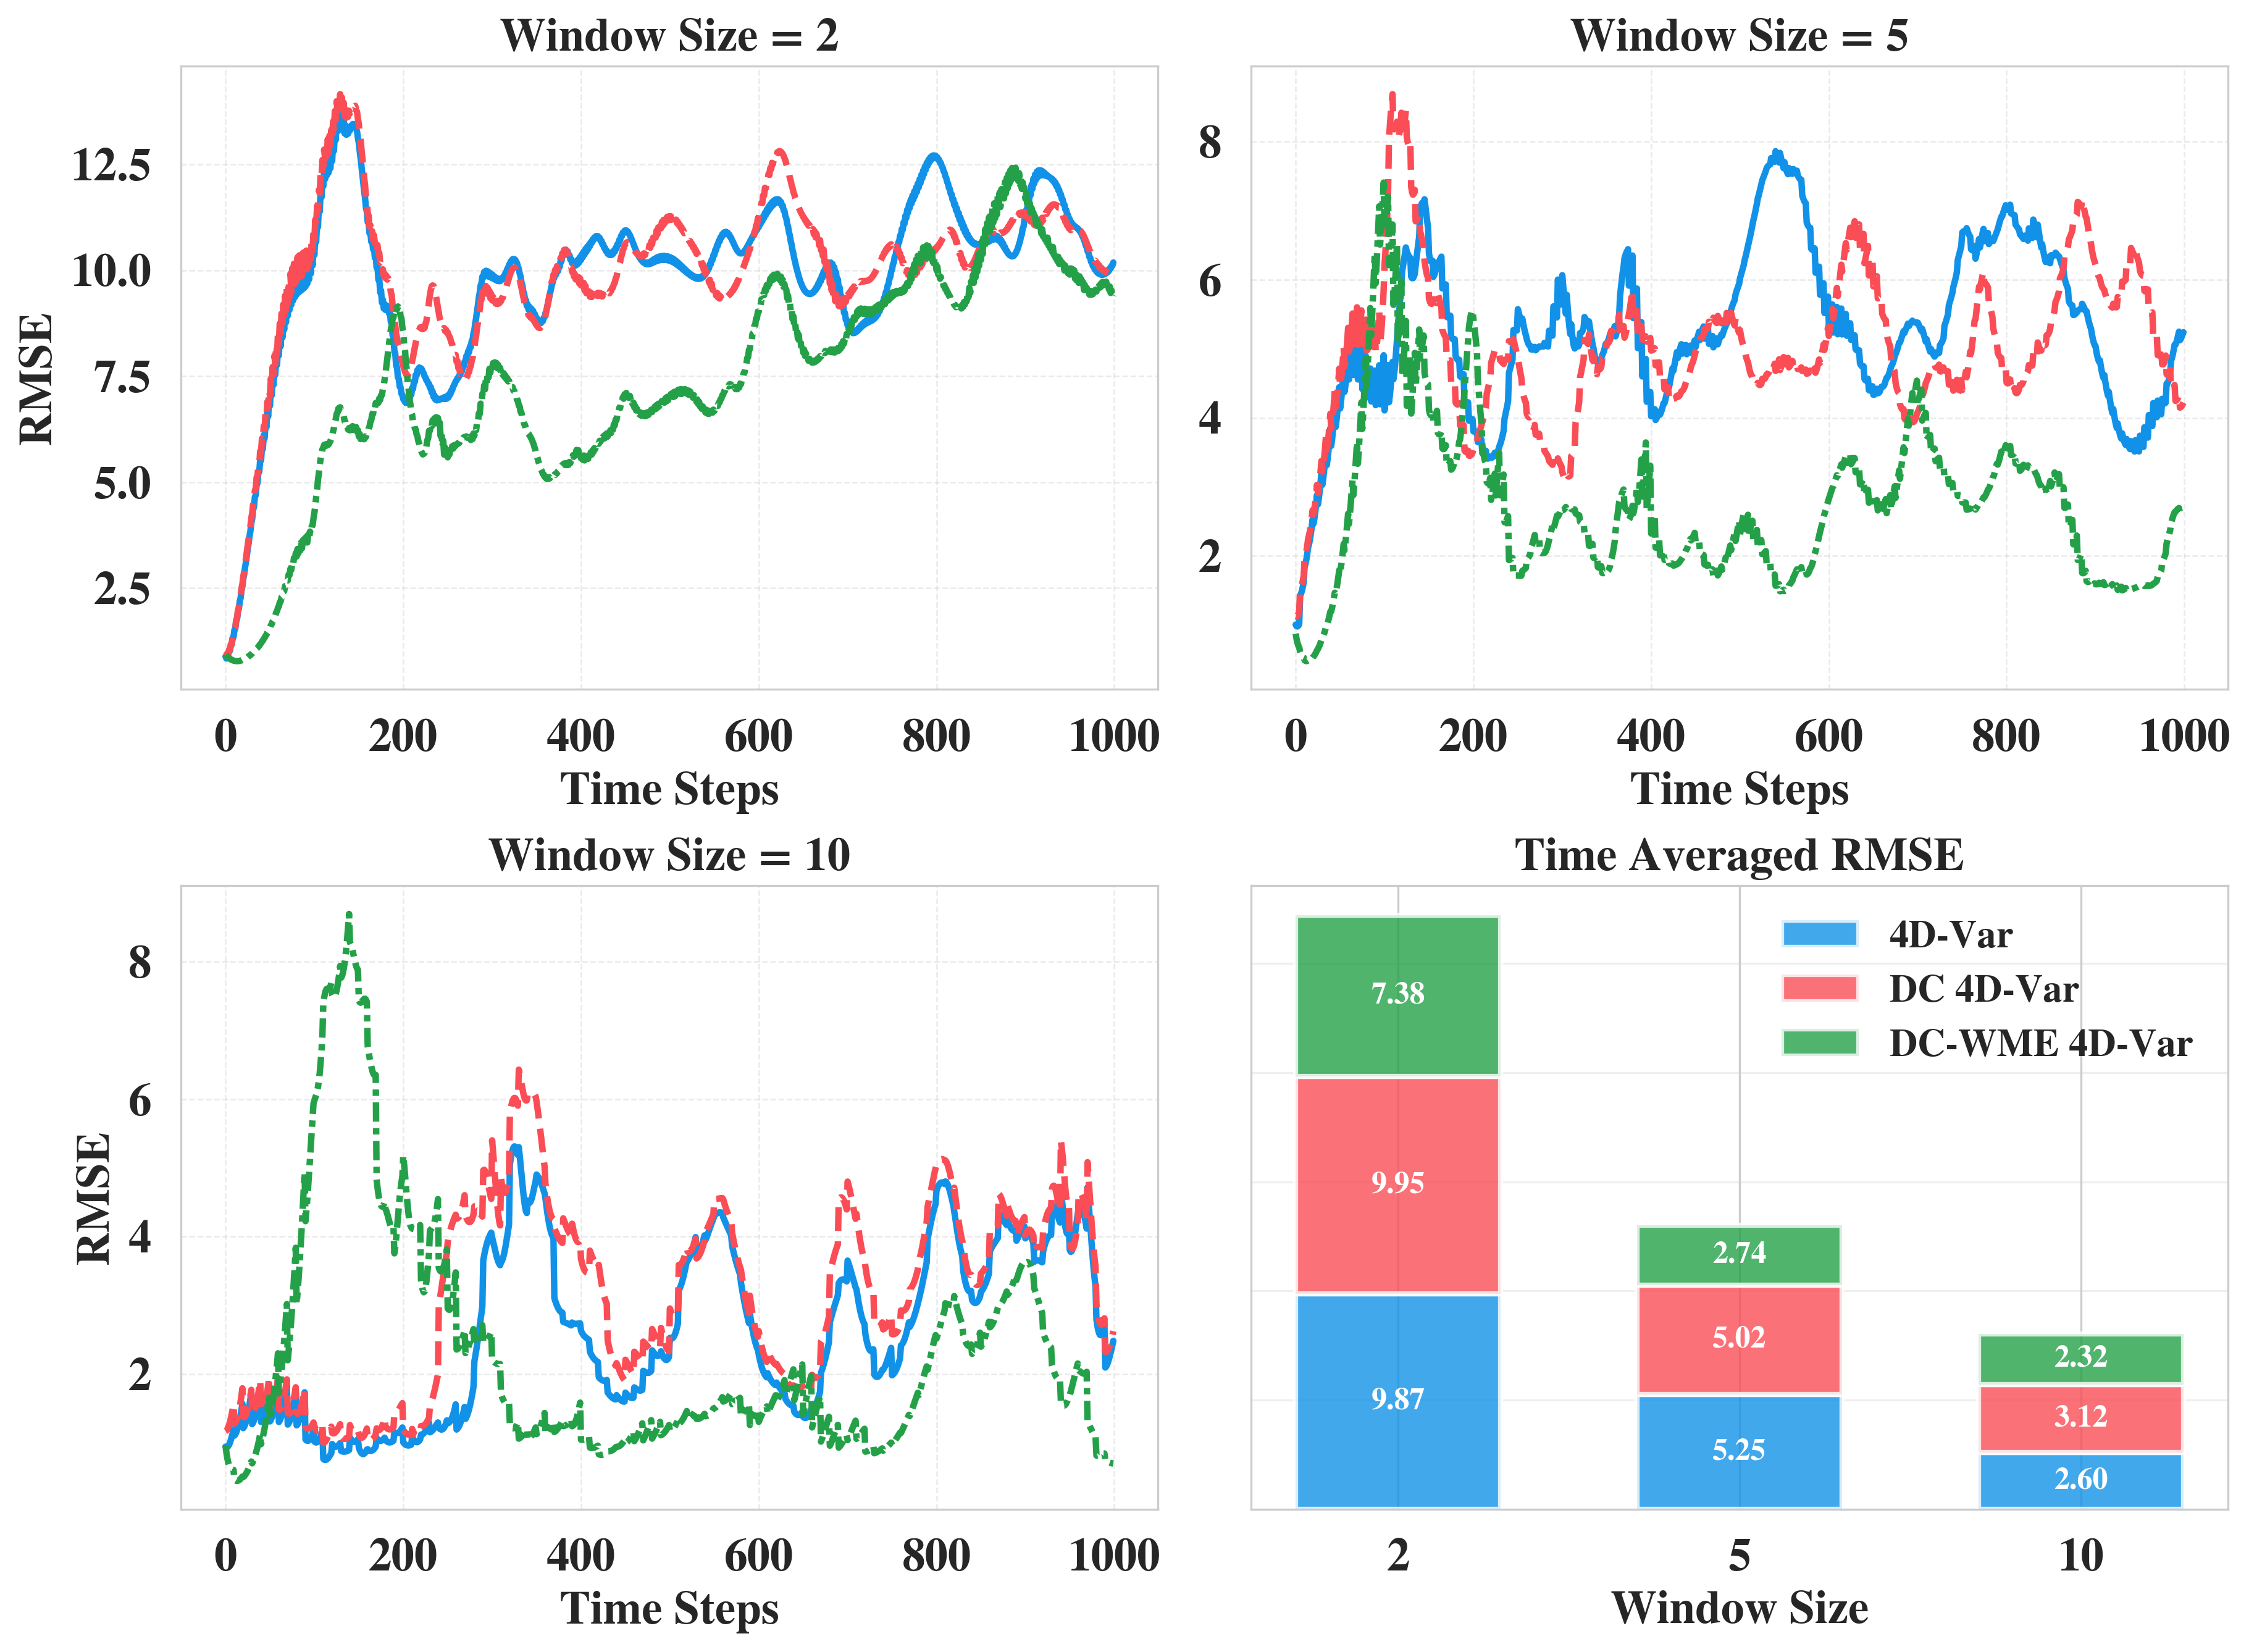 Window Size = 2
12.5
10.0
7.5
5.0
2.5
RMSE
0 200 400 600 800 1000
Time Steps
Window Size = 5
8
6
4
2
0 200 400 600 800 1000
Time Steps
Window Size = 10
8
6
4
2
RMSE
0 200 400 600 800 1000
Time Steps
Time Averaged RMSE
4D-Var
DC 4D-Var
DC-WME 4D-Var
7.38
9.95
9.87
2.74
5.02
5.25
2.32
3.12
2.60
2 5 10
Window Size